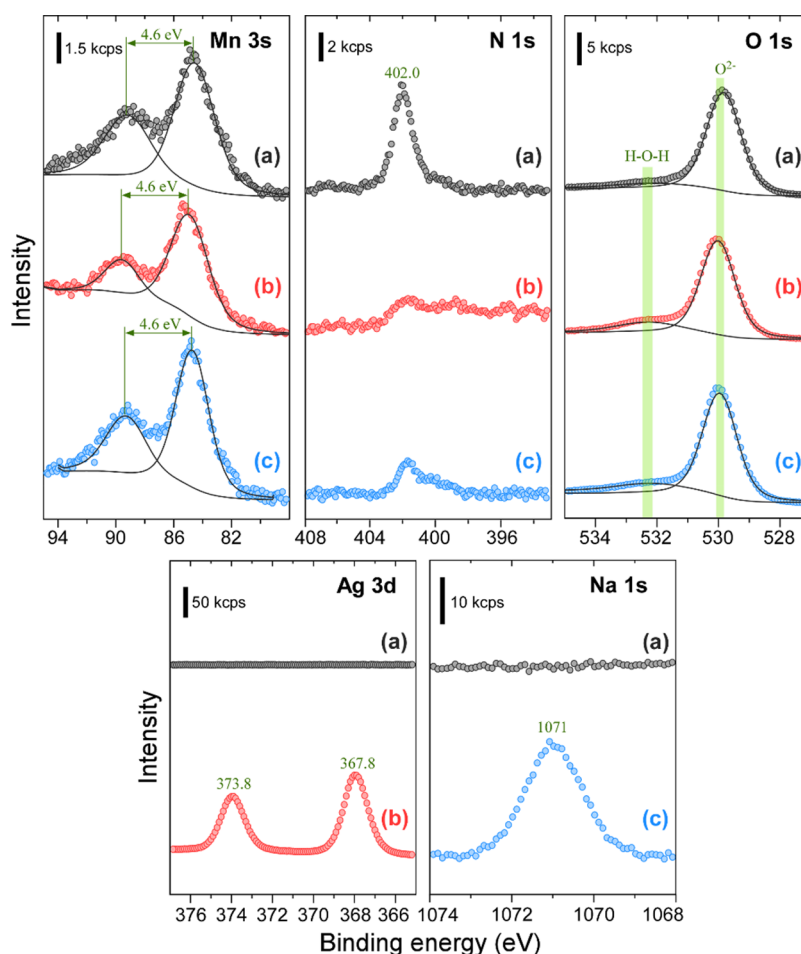 Mn 3s
1.5 kcps
4.6 eV
(a)
4.6 eV
(b)
4.6 eV
(c)
94 90 86 82
N 1s
2 kcps
402.0
(a)
(b)
(c)
408 404 400 396
O 1s
5 kcps
O²⁻
H-O-H
(a)
(b)
(c)
534 532 530 528
Intensity
Ag 3d
50 kcps
(a)
373.8
367.8
(b)
376 374 372 370 368 366
Na 1s
10 kcps
(a)
1071
(c)
1074 1072 1070 1068
Intensity
Binding energy (eV)